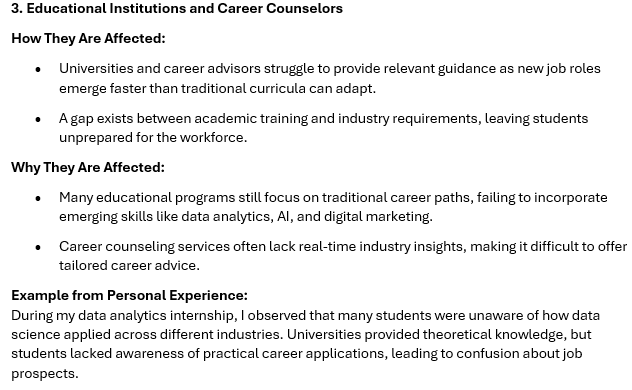 3. Educational Institutions and Career Counselors
How They Are Affected:
• Universities and career advisors struggle to provide relevant guidance as new job roles
emerge faster than traditional curricula can adapt.
• A gap exists between academic training and industry requirements, leaving students
unprepared for the workforce.
Why They Are Affected:
• Many educational programs still focus on traditional career paths, failing to incorporate
emerging skills like data analytics, AI, and digital marketing.
• Career counseling services often lack real-time industry insights, making it difficult to offer
tailored career advice.
Example from Personal Experience:
During my data analytics internship, I observed that many students were unaware of how data
science applied across different industries. Universities provided theoretical knowledge, but
students lacked awareness of practical career applications, leading to confusion about job
prospects.